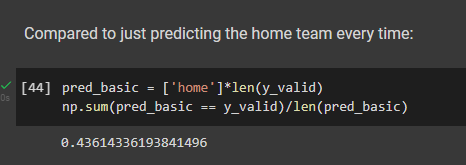 Compared to just predicting the home team every time:
[44] pred_basic = ['home']*len(y_valid)
0s np.sum(pred_basic == y_valid)/len(pred_basic)
0.43614336193841496